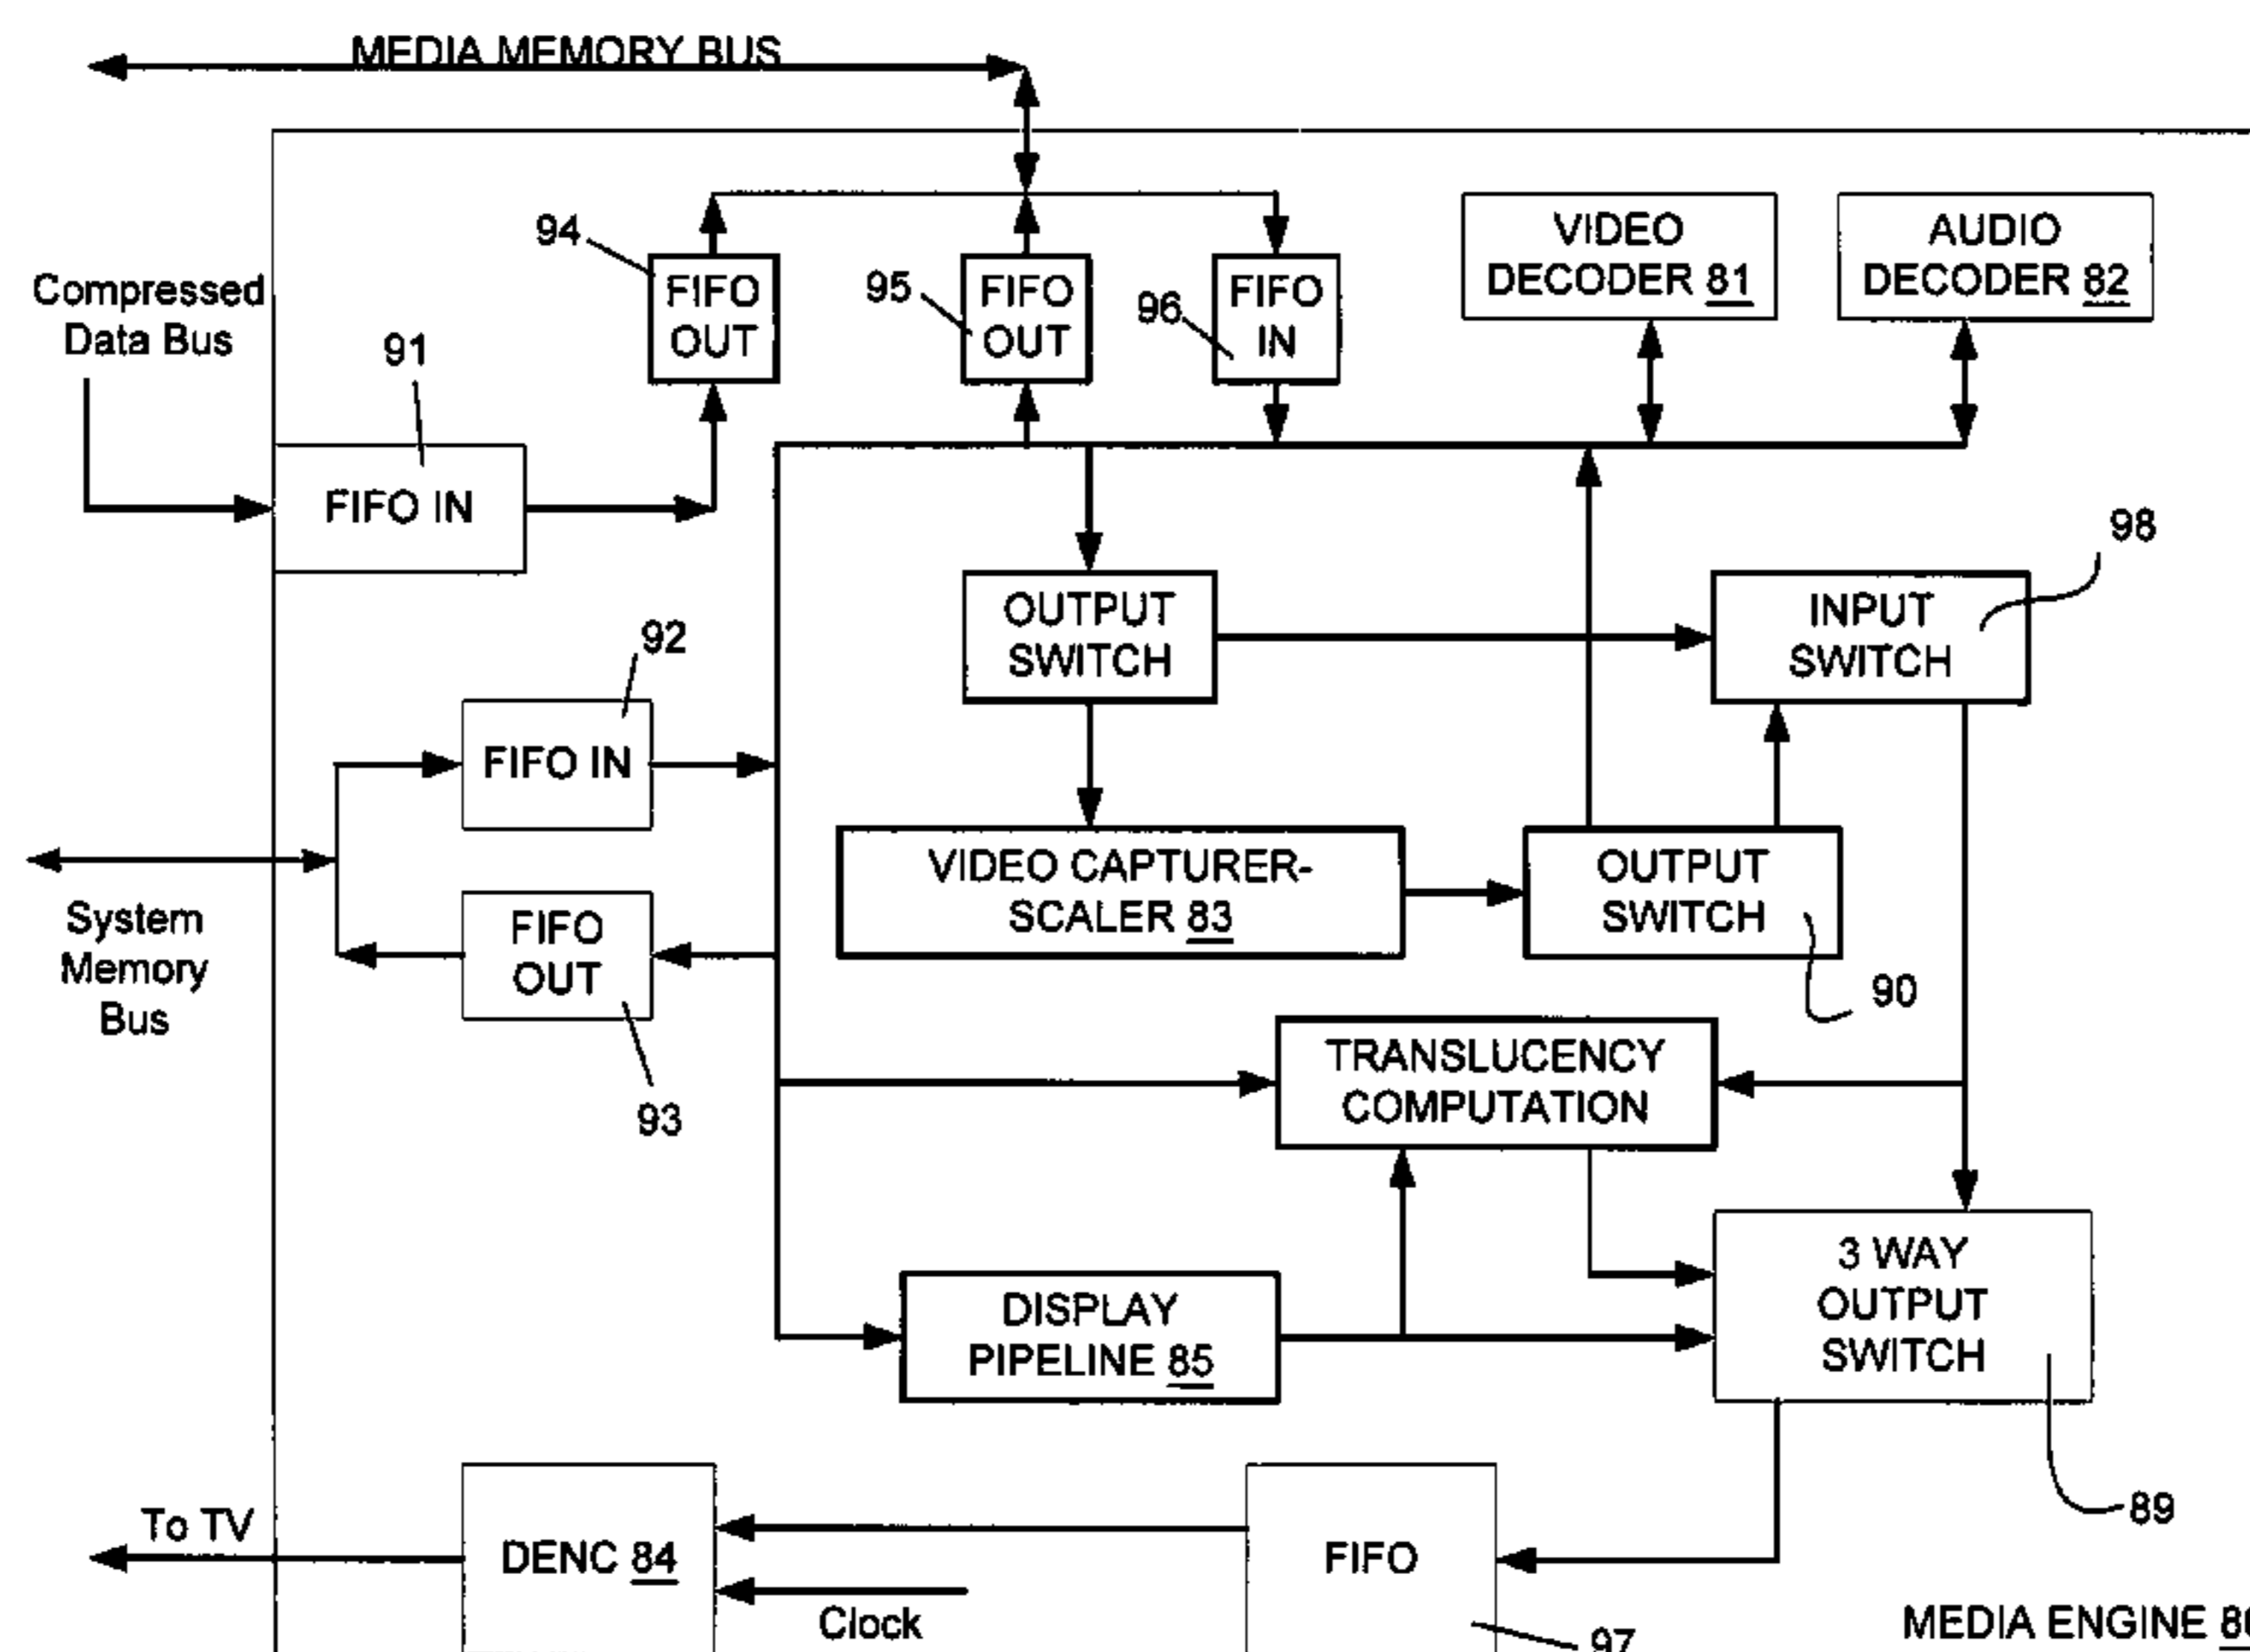 MEDIA MEMORY BUS
94
FIFO
OUT
95
FIFO
OUT
96
FIFO
IN
VIDEO
DECODER 81
AUDIO
DECODER 82
Compressed
Data Bus
91
FIFO IN
98
OUTPUT
SWITCH
INPUT
SWITCH
92
FIFO IN
VIDEO CAPTURER-
SCALER 83
OUTPUT
SWITCH
90
System
Memory
Bus
FIFO
OUT
93
TRANSLUCENCY
COMPUTATION
DISPLAY
PIPELINE 85
3 WAY
OUTPUT
SWITCH
89
To TV
DENC 84
Clock
FIFO
97
MEDIA ENGINE